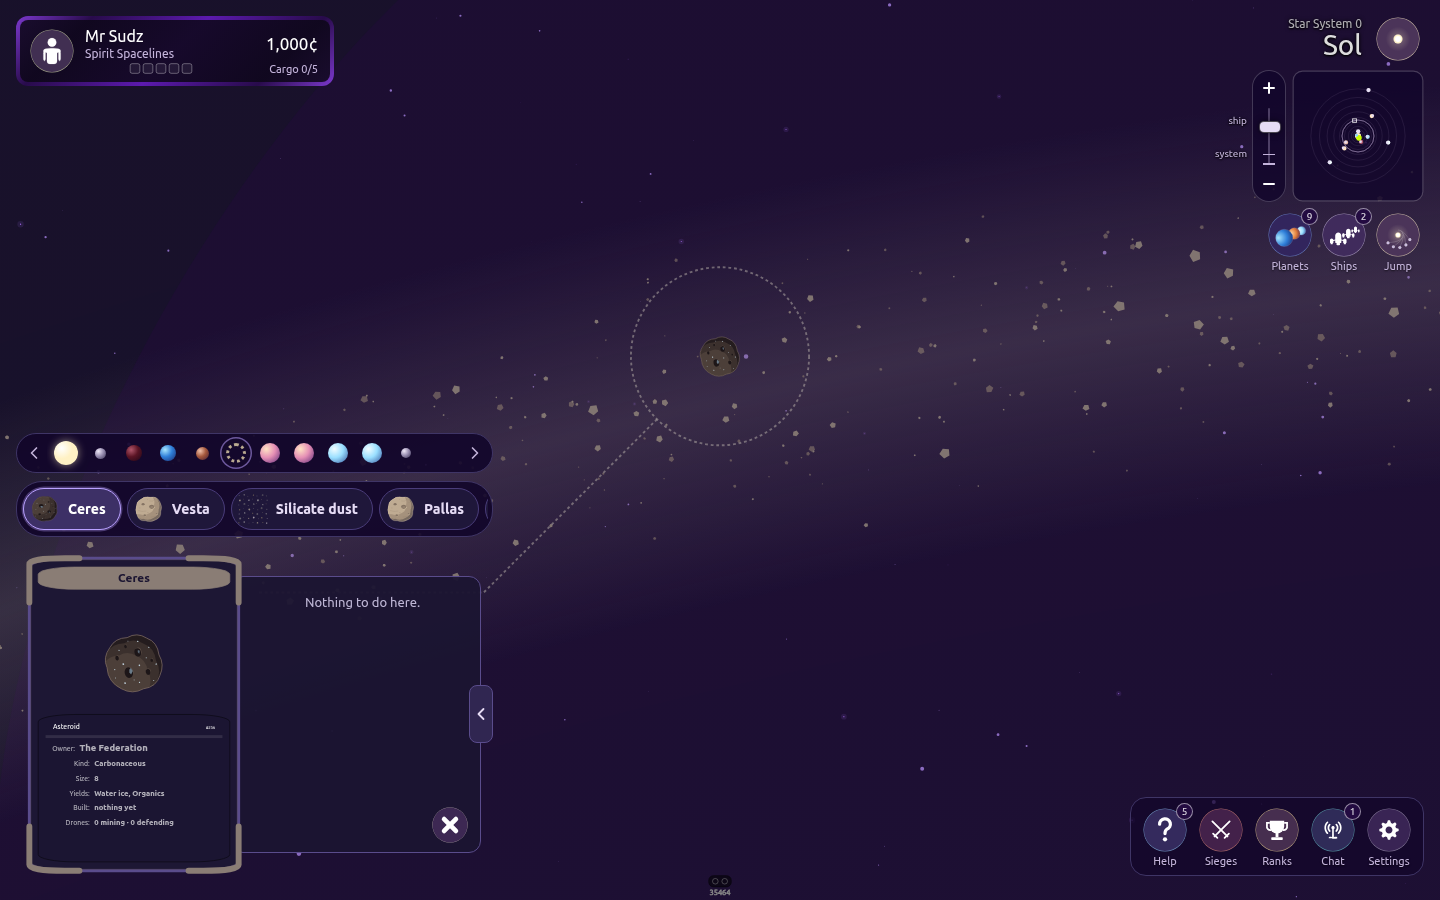 Mr Sudz
Spirit Spacelines
1,000¢
Cargo 0/5
Star System 0
Sol
ship
system
9
2
Planets
Ships
Jump
Ceres
Vesta
Silicate dust
Pallas
Ceres
Nothing to do here.
Asteroid
Owner: The Federation
Kind: Carbonaceous
Size: 8
Yields: Water ice, Organics
Built: nothing yet
Drones: 0 mining · 0 defending
5
1
Help
Sieges
Ranks
Chat
Settings
35464